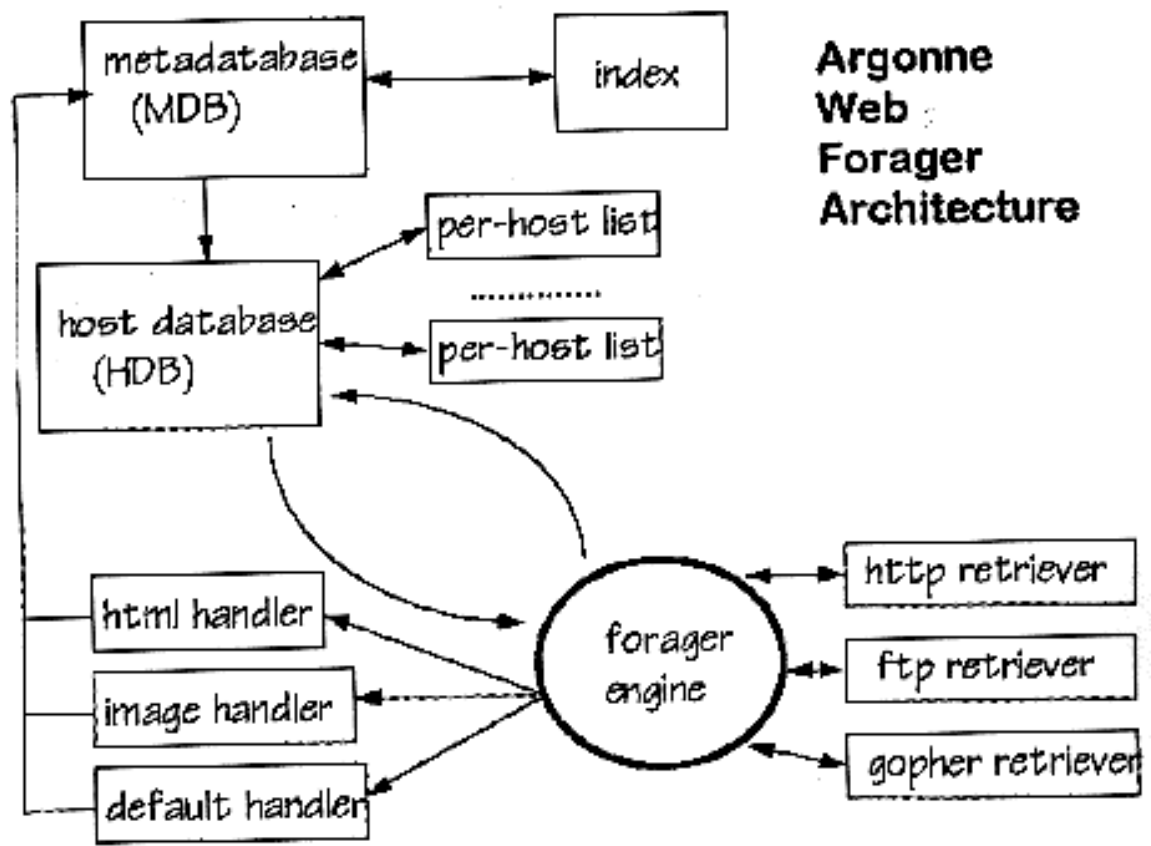 metadatabase
(MDB)
index
Argonne
Web
Forager
Architecture
per-host list
host database
(HDB)
per-host list
http retriever
html handler
forager
engine
ftp retriever
image handler
gopher retriever
default handler